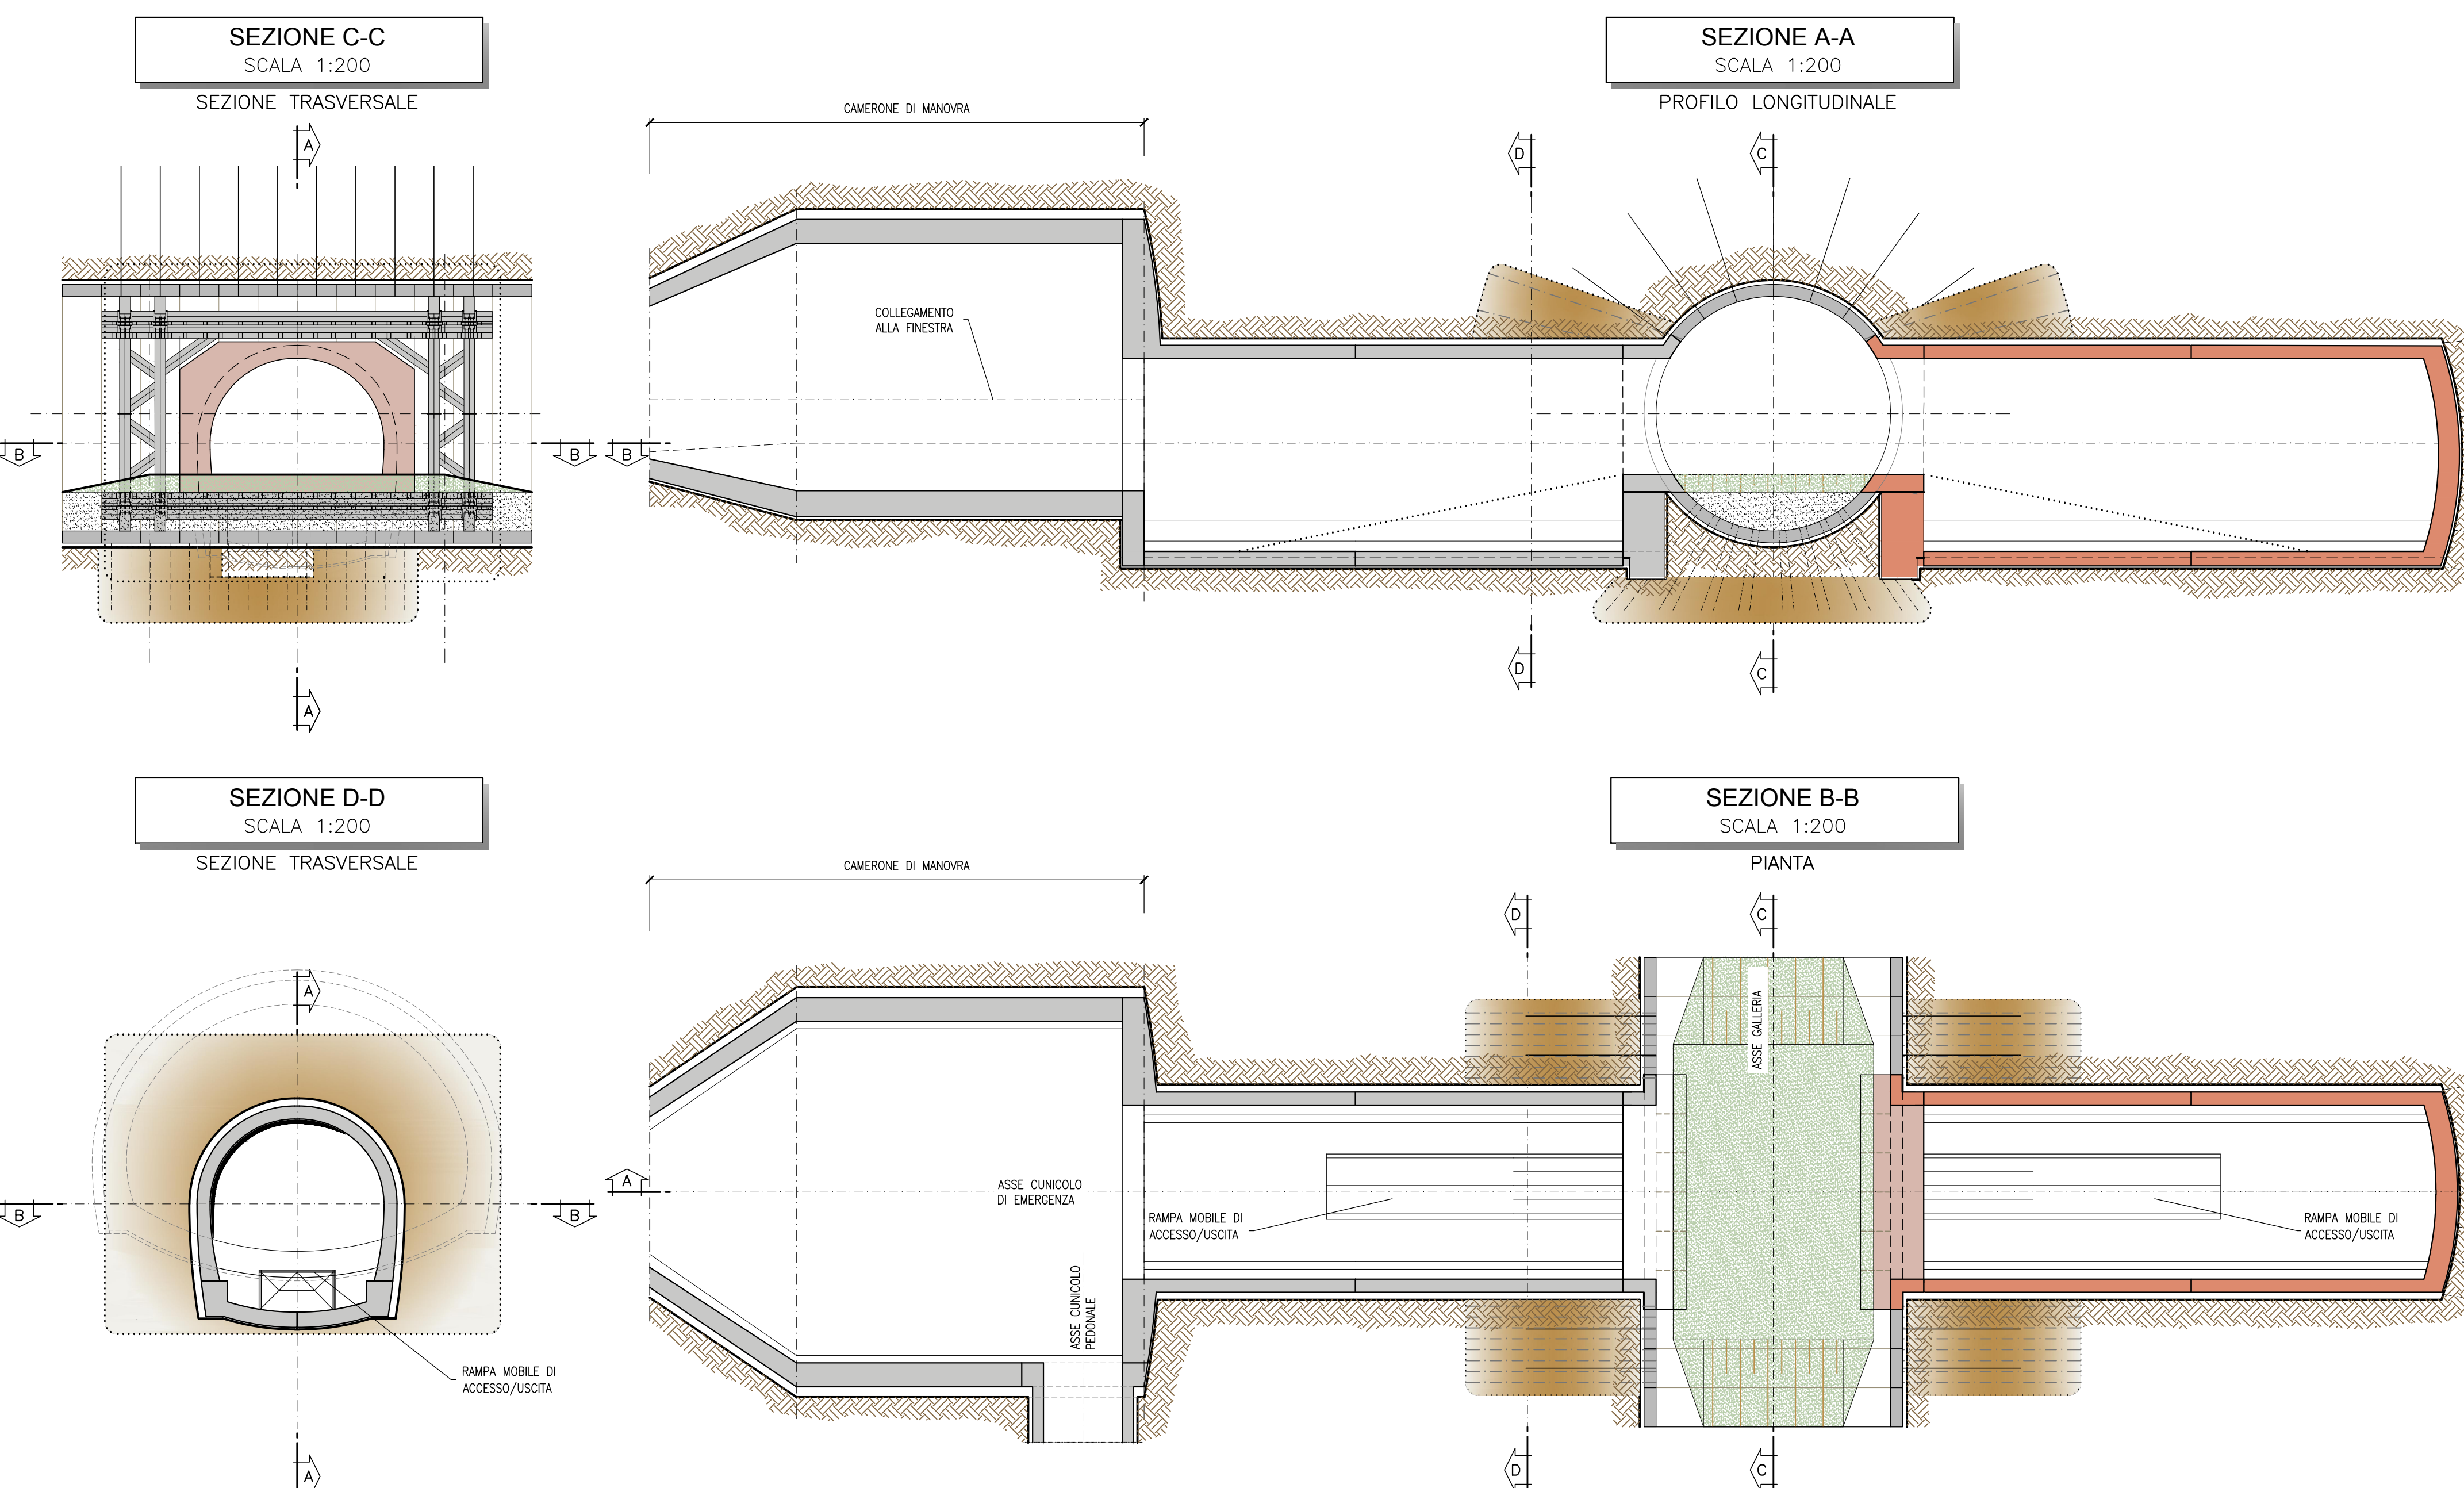 SEZIONE C-C
SCALA 1:200
SEZIONE TRASVERSALE
A
B
B
A
SEZIONE A-A
SCALA 1:200
PROFILO LONGITUDINALE
CAMERONE DI MANOVRA
D
C
COLLEGAMENTO
ALLA FINESTRA
B
D
C
SEZIONE D-D
SCALA 1:200
SEZIONE TRASVERSALE
A
B
B
RAMPA MOBILE DI
ACCESSO/USCITA
A
SEZIONE B-B
SCALA 1:200
PIANTA
CAMERONE DI MANOVRA
D
C
ASSE GALLERIA
A
ASSE CUNICOLO
DI EMERGENZA
RAMPA MOBILE DI
ACCESSO/USCITA
RAMPA MOBILE DI
ACCESSO/USCITA
ASSE CUNICOLO
PEDONALE
D
C